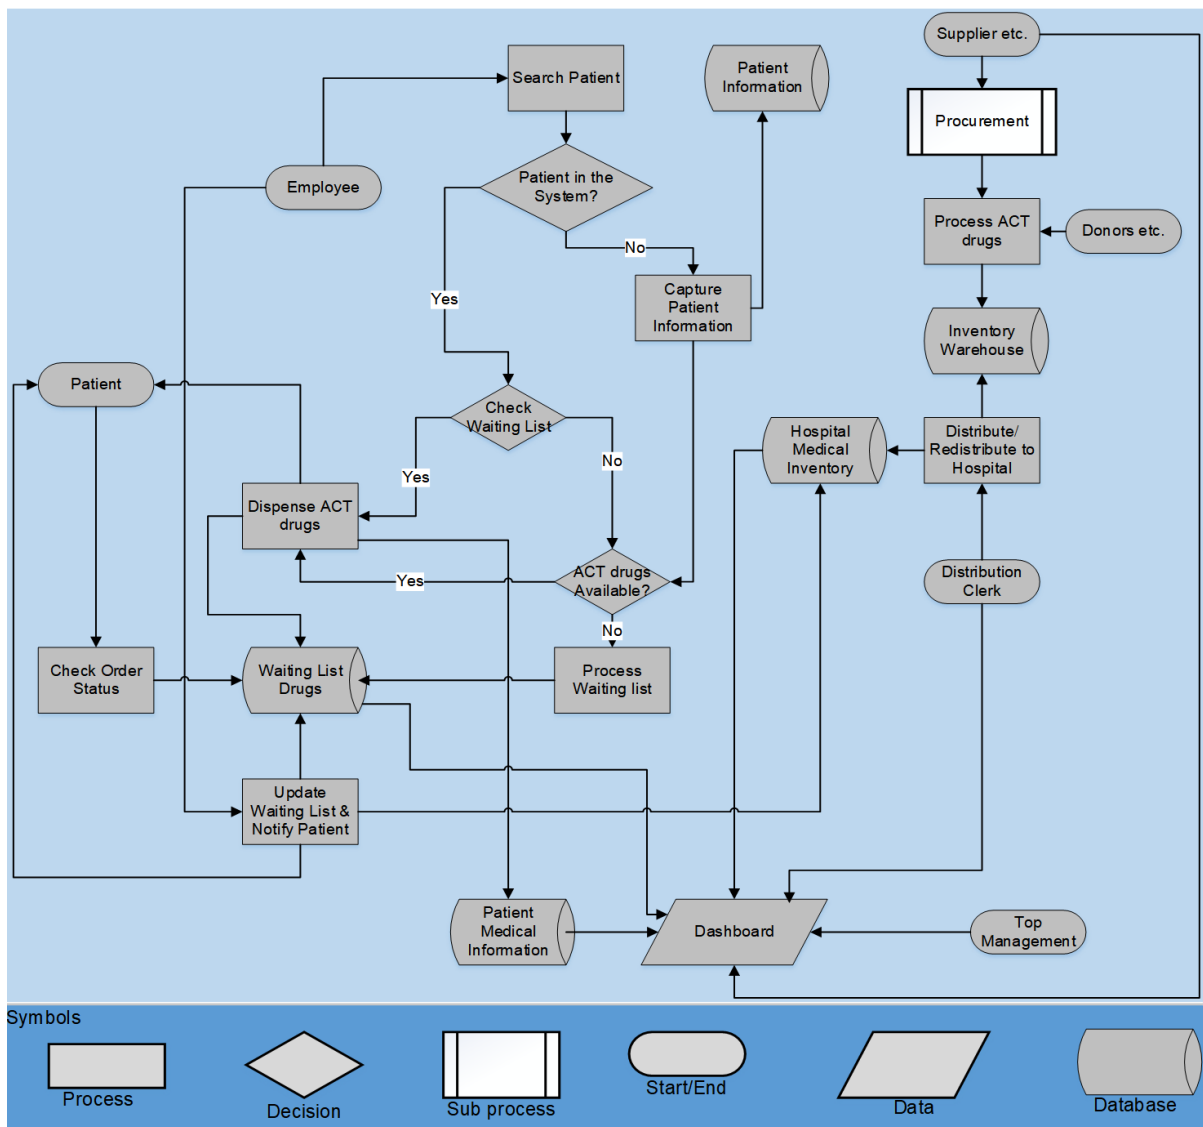 Supplier etc.
Search Patient
Patient
Information
Procurement
Patient in the
System?
Employee
No
Process ACT
drugs
Donors etc.
Yes
Capture
Patient
Information
Inventory
Warehouse
Patient
Check
Waiting List
No
Hospital
Medical
Inventory
Distribute/
Redistribute to
Hospital
Yes
Dispense ACT
drugs
Yes
ACT drugs
Available?
Distribution
Clerk
No
Check Order
Status
Waiting List
Drugs
Process
Waiting list
Update
Waiting List &
Notify Patient
Patient
Medical
Information
Dashboard
Top
Management
Symbols
Process
Decision
Sub process
Start/End
Data
Database